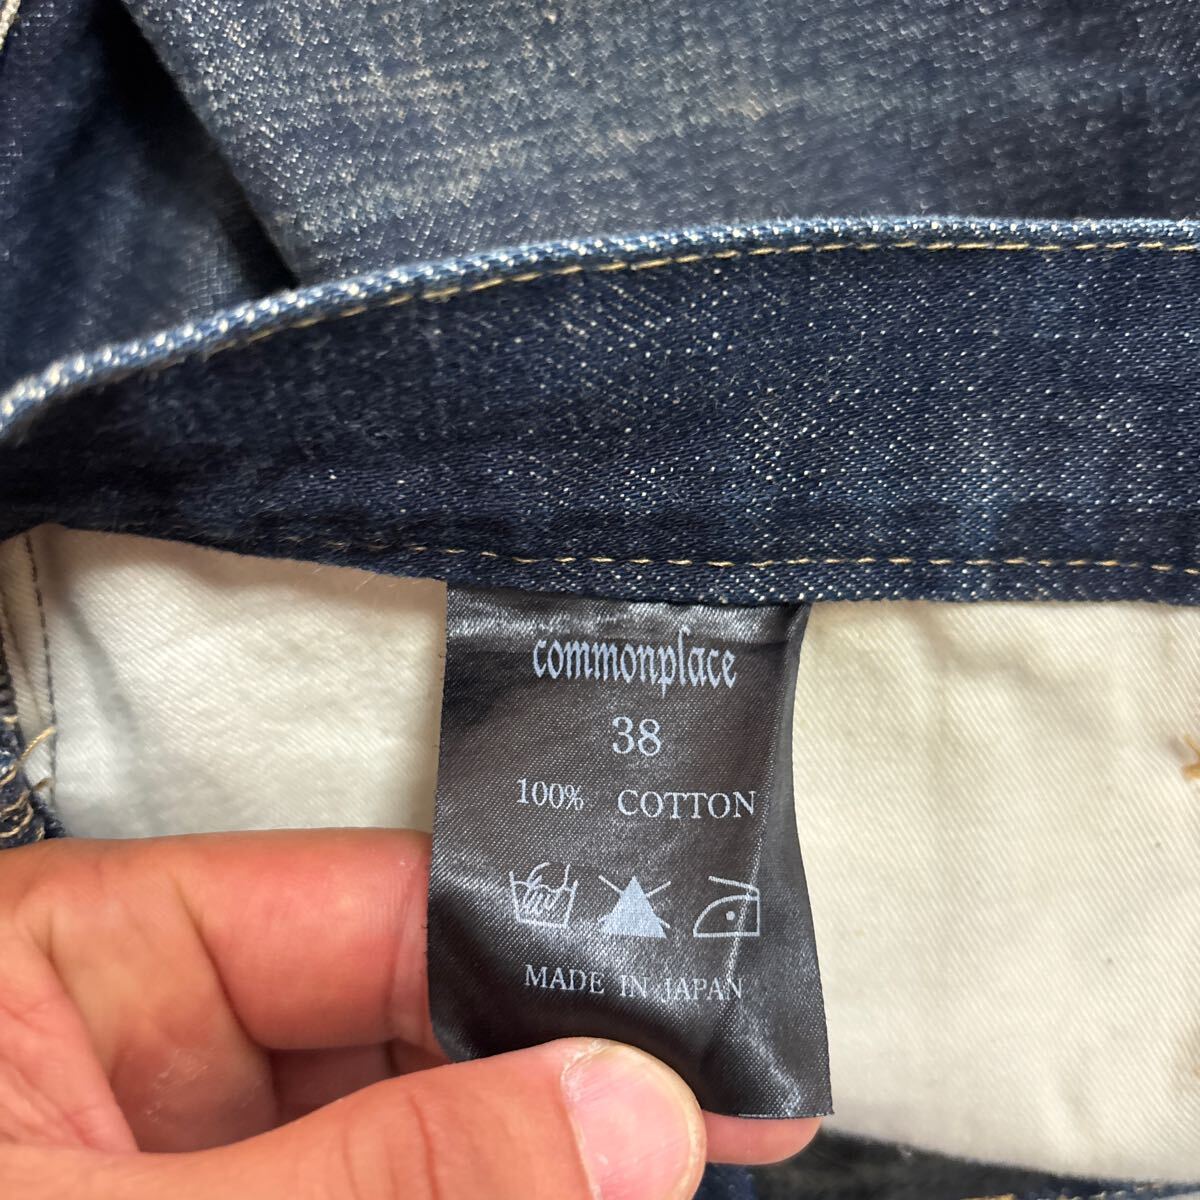 commonplace
38
100% COTTON
MADE IN JAPAN